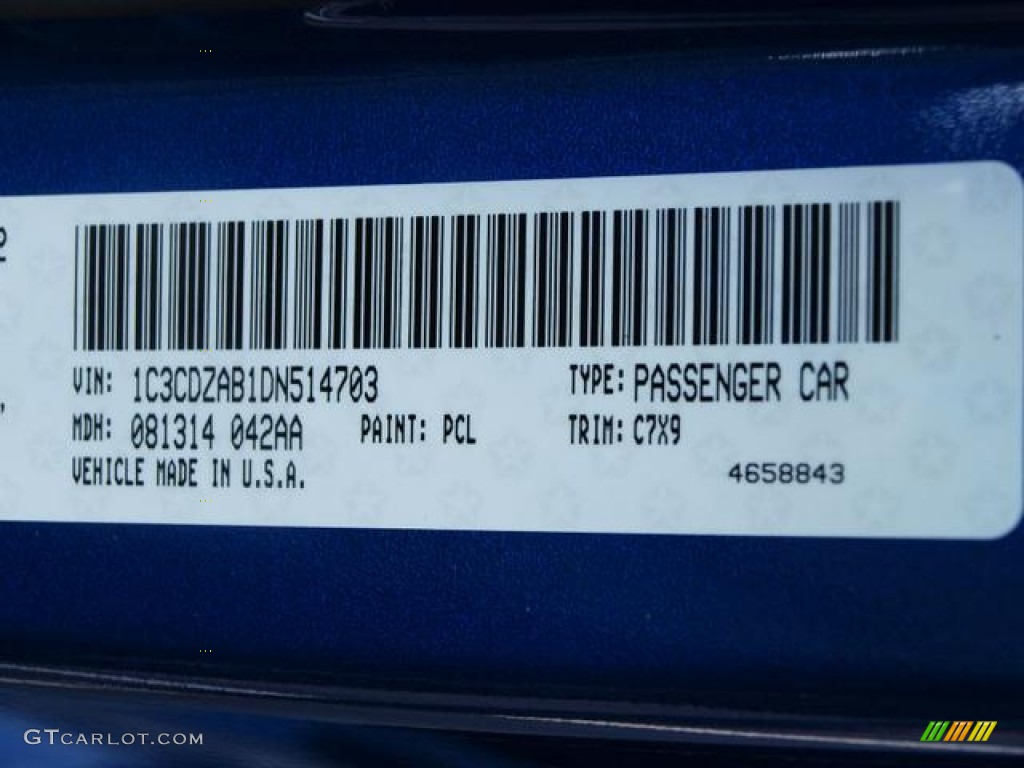 VIN: 1C3CDZAB1DN514703 TYPE: PASSENGER CAR
MDH: 081314 042AA PAINT: PCL TRIM: C7X9
VEHICLE MADE IN U.S.A. 4658843
GTCARLOT.COM